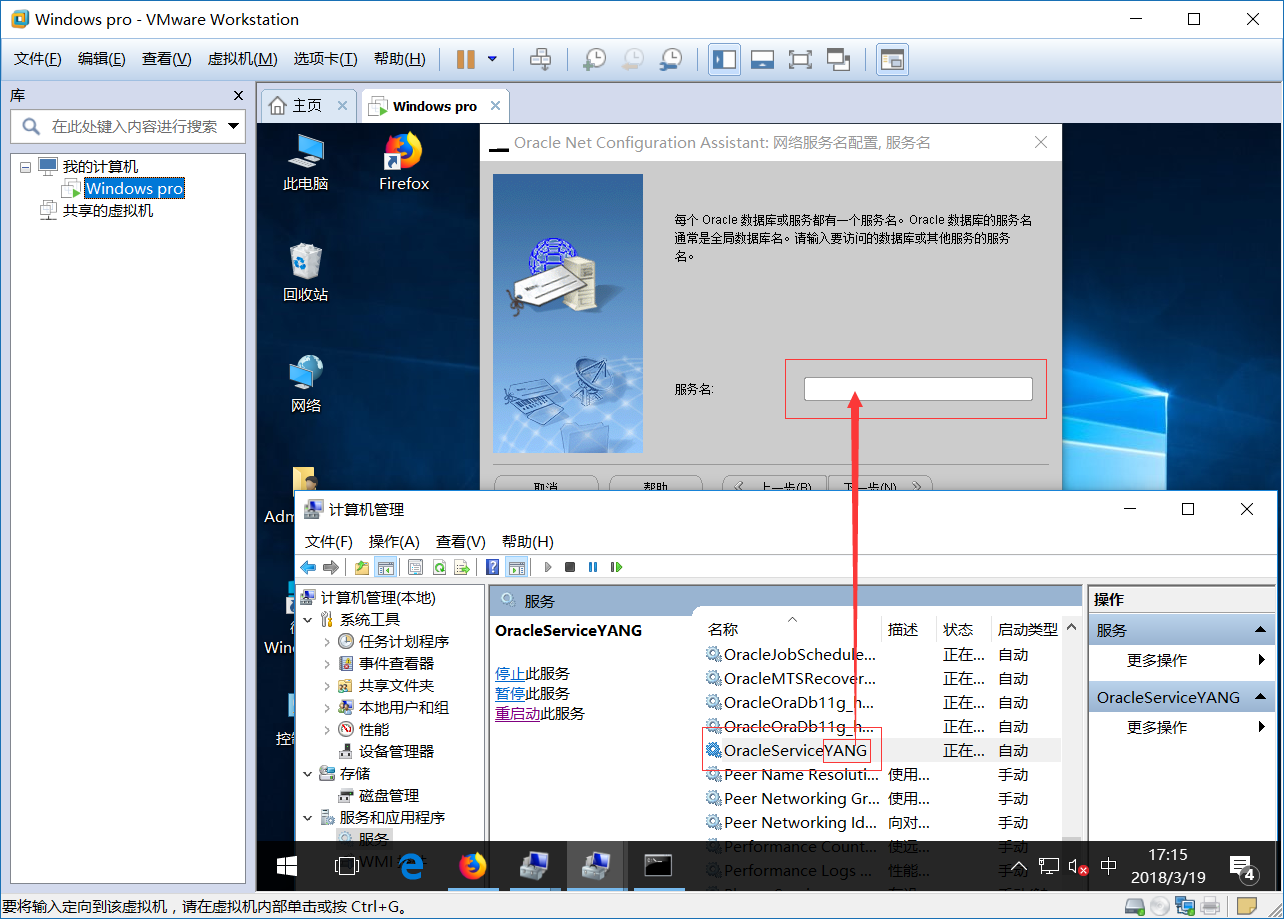 Windows pro - VMware Workstation
文件(F) 编辑(E) 查看(V) 虚拟机(M) 选项卡(T) 帮助(H)
库
在此处键入内容进行搜索
我的计算机
Windows pro
共享的虚拟机
主页
Windows pro
此电脑
Firefox
回收站
网络
Adm
Win
Oracle Net Configuration Assistant: 网络服务名配置, 服务名
每个 Oracle 数据库或服务都有一个服务名。Oracle 数据库的服务名
通常是全局数据库名。请输入要访问的数据库或其他服务的服务
名。
服务名:
取消 帮助 上一步(B) 下一步(N)
计算机管理
文件(F) 操作(A) 查看(V) 帮助(H)
计算机管理(本地)
系统工具
任务计划程序
事件查看器
共享文件夹
本地用户和组
性能
设备管理器
存储
磁盘管理
服务和应用程序
服务
WMI
服务
OracleServiceYANG
停止此服务
暂停此服务
重启动此服务
名称 描述 状态 启动类型
OracleJobSchedule... 正在... 自动
OracleMTSRecover... 正在... 自动
OracleOraDb11g_h... 正在... 自动
OracleOraDb11g_h... 正在... 自动
OracleServiceYANG 正在... 自动
Peer Name Resoluti... 使用... 手动
Peer Networking Gr... 使用... 手动
Peer Networking Id... 向对... 手动
Performance Count... 使远... 手动
Performance Logs ... 性能... 手动
操作
服务
更多操作
OracleServiceYANG
更多操作
中
17:15
2018/3/19
4
要将输入定向到该虚拟机，请在虚拟机内部单击或按 Ctrl+G。